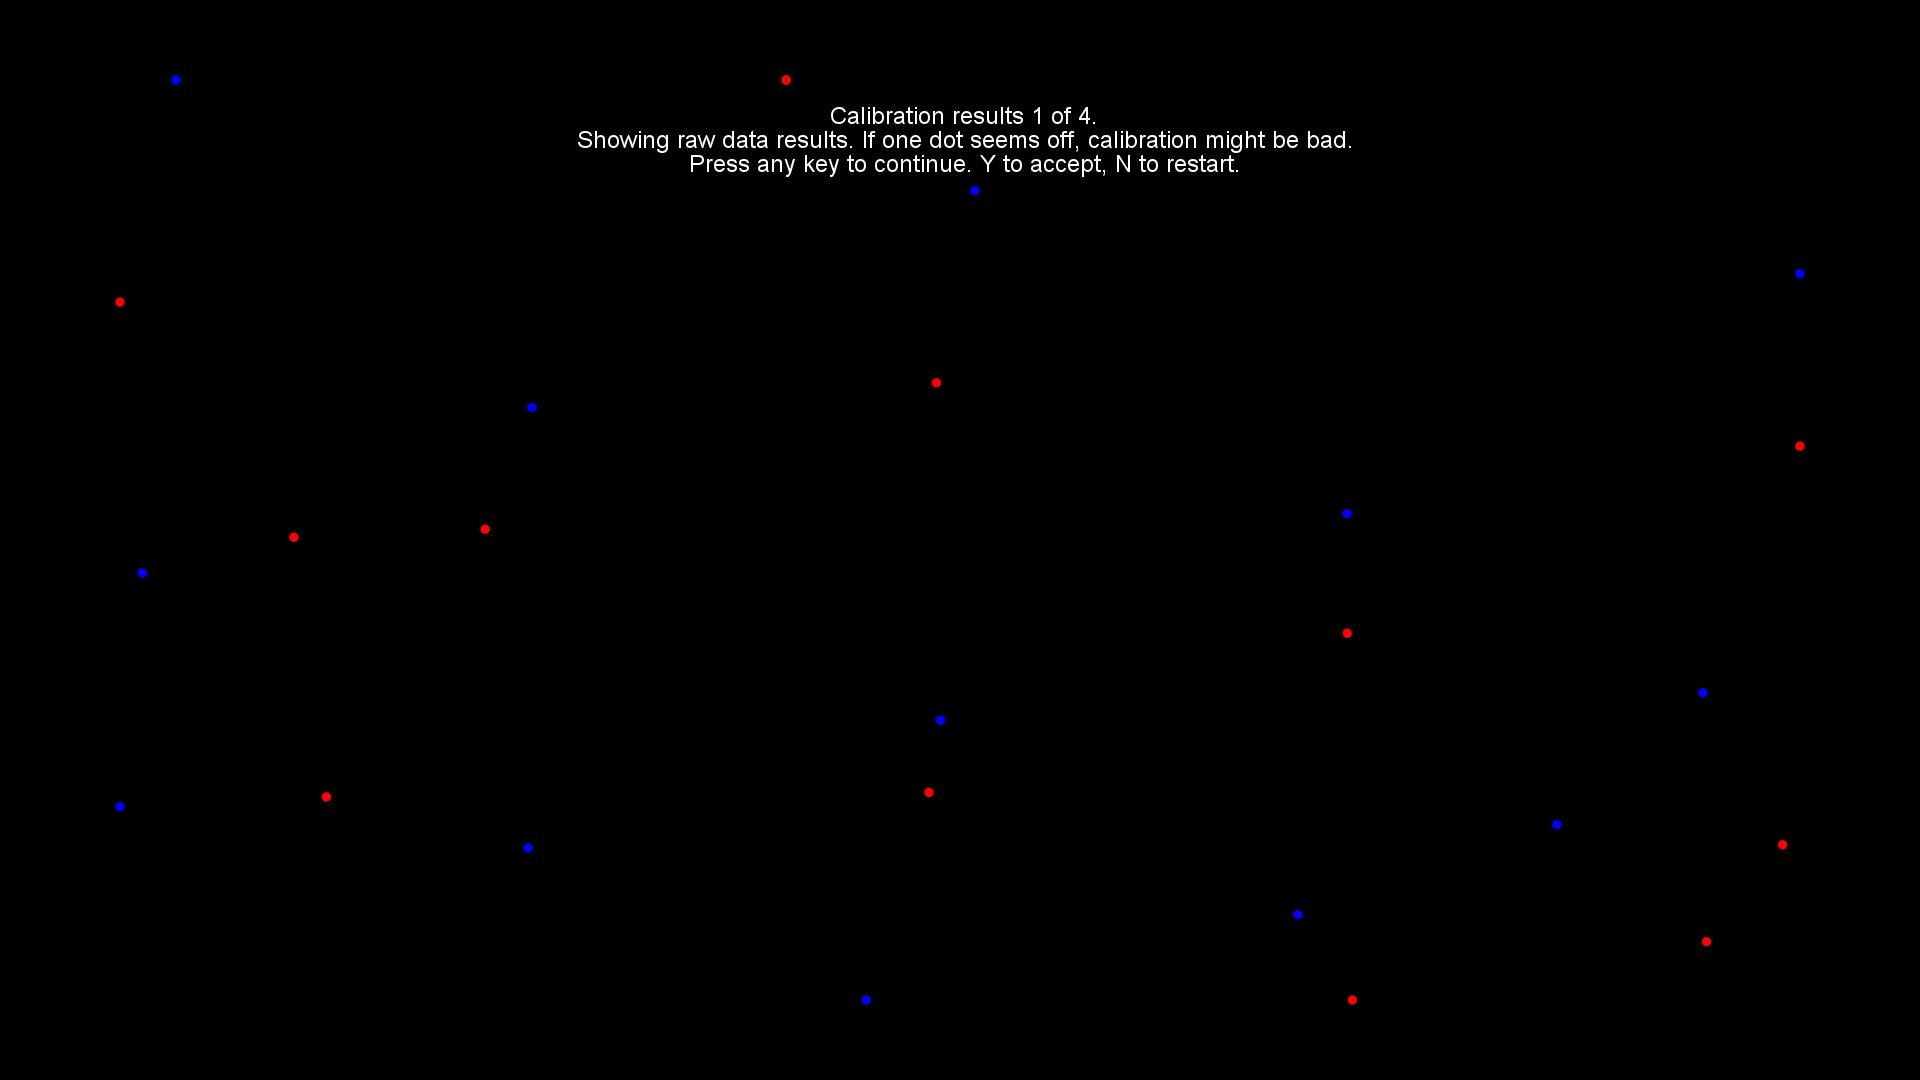 Calibration results 1 of 4.
Showing raw data results. If one dot seems off, calibration might be bad.
Press any key to continue. Y to accept, N to restart.